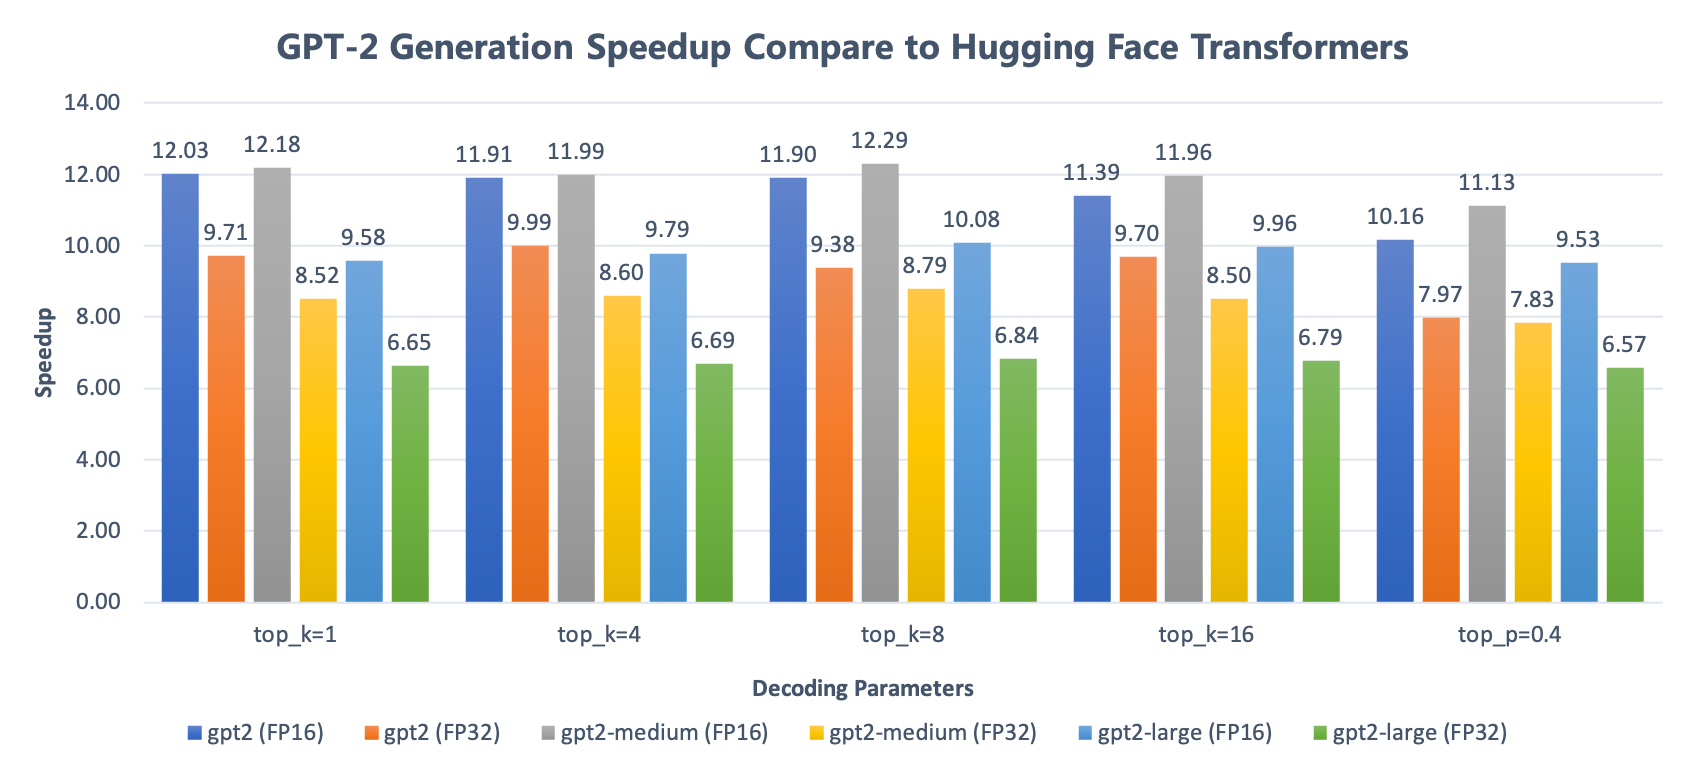 GPT-2 Generation Speedup Compare to Hugging Face Transformers
14.00
12.00
10.00
8.00
6.00
4.00
2.00
0.00
Speedup
12.03 9.71 12.18 8.52 9.58 6.65
11.91 9.99 11.99 8.60 9.79 6.69
11.90 9.38 12.29 8.79 10.08 6.84
11.39 9.70 11.96 8.50 9.96 6.79
10.16 7.97 11.13 7.83 9.53 6.57
top_k=1 top_k=4 top_k=8 top_k=16 top_p=0.4
Decoding Parameters
gpt2 (FP16) gpt2 (FP32) gpt2-medium (FP16) gpt2-medium (FP32) gpt2-large (FP16) gpt2-large (FP32)